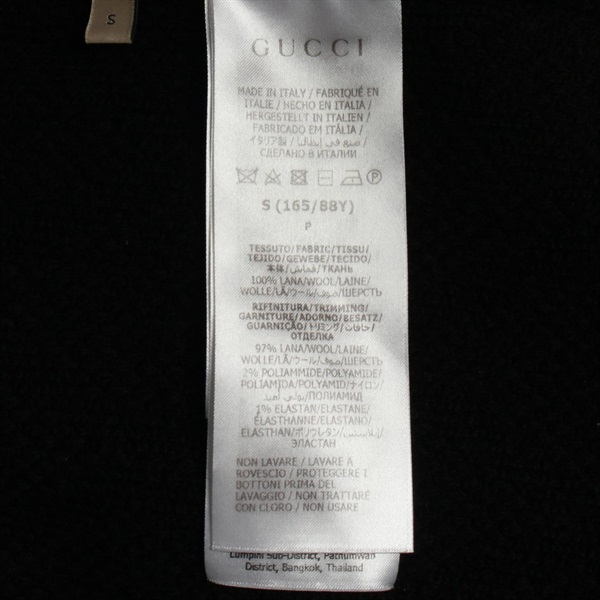 S
GUCCI
MADE IN ITALY / FABRIQUÉ EN
ITALIE / HECHO EN ITALIA /
HERGESTELLT IN ITALIEN /
FABRICADO EM ITÁLIA /
イタリア製 / صنع في إيطاليا /
СДЕЛАНО В ИТАЛИИ
P
S (165/88Y)
P
TESSUTO/FABRIC/TISSU/
TEJIDO/GEWEBE/TECIDO/
本体/قماش/ТКАНЬ
100% LANA/WOOL/LAINE/
WOLLE/LÃ/ウール/صوف/ШЕРСТЬ
RIFINITURA/TRIMMING/
GARNITURE/ADORNO/BESATZ/
GUARNIÇÃO/トリミング/حافات/
ОТДЕЛКА
97% LANA/WOOL/LAINE/
WOLLE/LÃ/ウール/صوف/ШЕРСТЬ
2% POLIAMMIDE/POLYAMIDE/
POLIAMIDA/POLYAMID/ナイロン/
بولي أميد/ПОЛИАМИД
1% ELASTAN/ELASTANE/
ÉLASTHANNE/ELASTANO/
ELASTHAN/ポリウレタン/إيلاستين/
ЭЛАСТАН
NON LAVARE / LAVARE A
ROVESCIO / PROTEGGERE I
BOTTONI PRIMA DEL
LAVAGGIO / NON TRATTARE
CON CLORO / NON USARE
Lumpini Sub-District, Pathumwan
District, Bangkok, Thailand